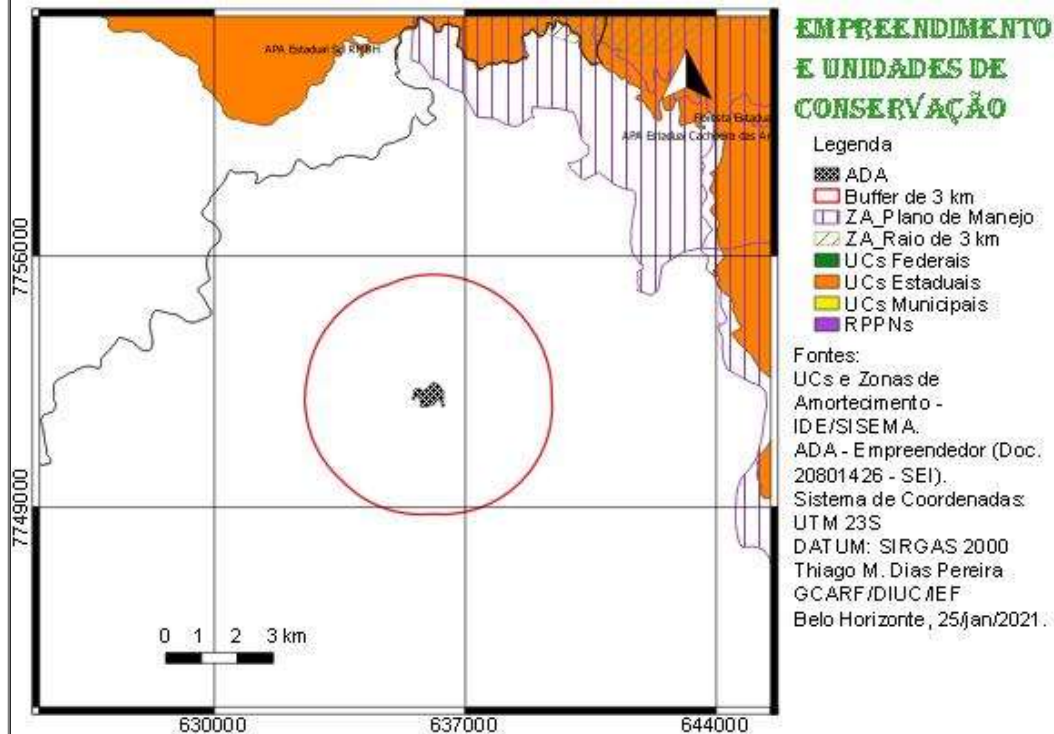 EMPREENDIMENTO
E UNIDADES DE
CONSERVAÇÃO
Legenda
ADA
Buffer de 3 km
ZA_Plano de Manejo
ZA_Raio de 3 km
UCs Federais
UCs Estaduais
UCs Municipais
RPPNs
Fontes:
UCs e Zonas de
Amortecimento -
IDE/SISEMA.
ADA - Empreendedor (Doc.
20801426 - SEI).
Sistema de Coordenadas:
UTM 23S
DATUM: SIRGAS 2000
Thiago M. Dias Pereira
GCARF/DIUC/IEF
Belo Horizonte, 25/jan/2021.
APA Estadual Sul RMBH
Floresta Estadual
APA Estadual Cachoeira das An
7756000
7749000
0 1 2 3 km
630000
637000
644000